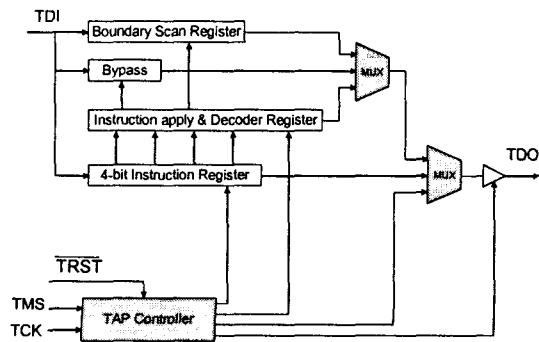 TDI
Boundary Scan Register
MUX
Bypass
Instruction apply & Decoder Register
TDO
MUX
4-bit Instruction Register
TRST
TMS
TAP Controller
TCK